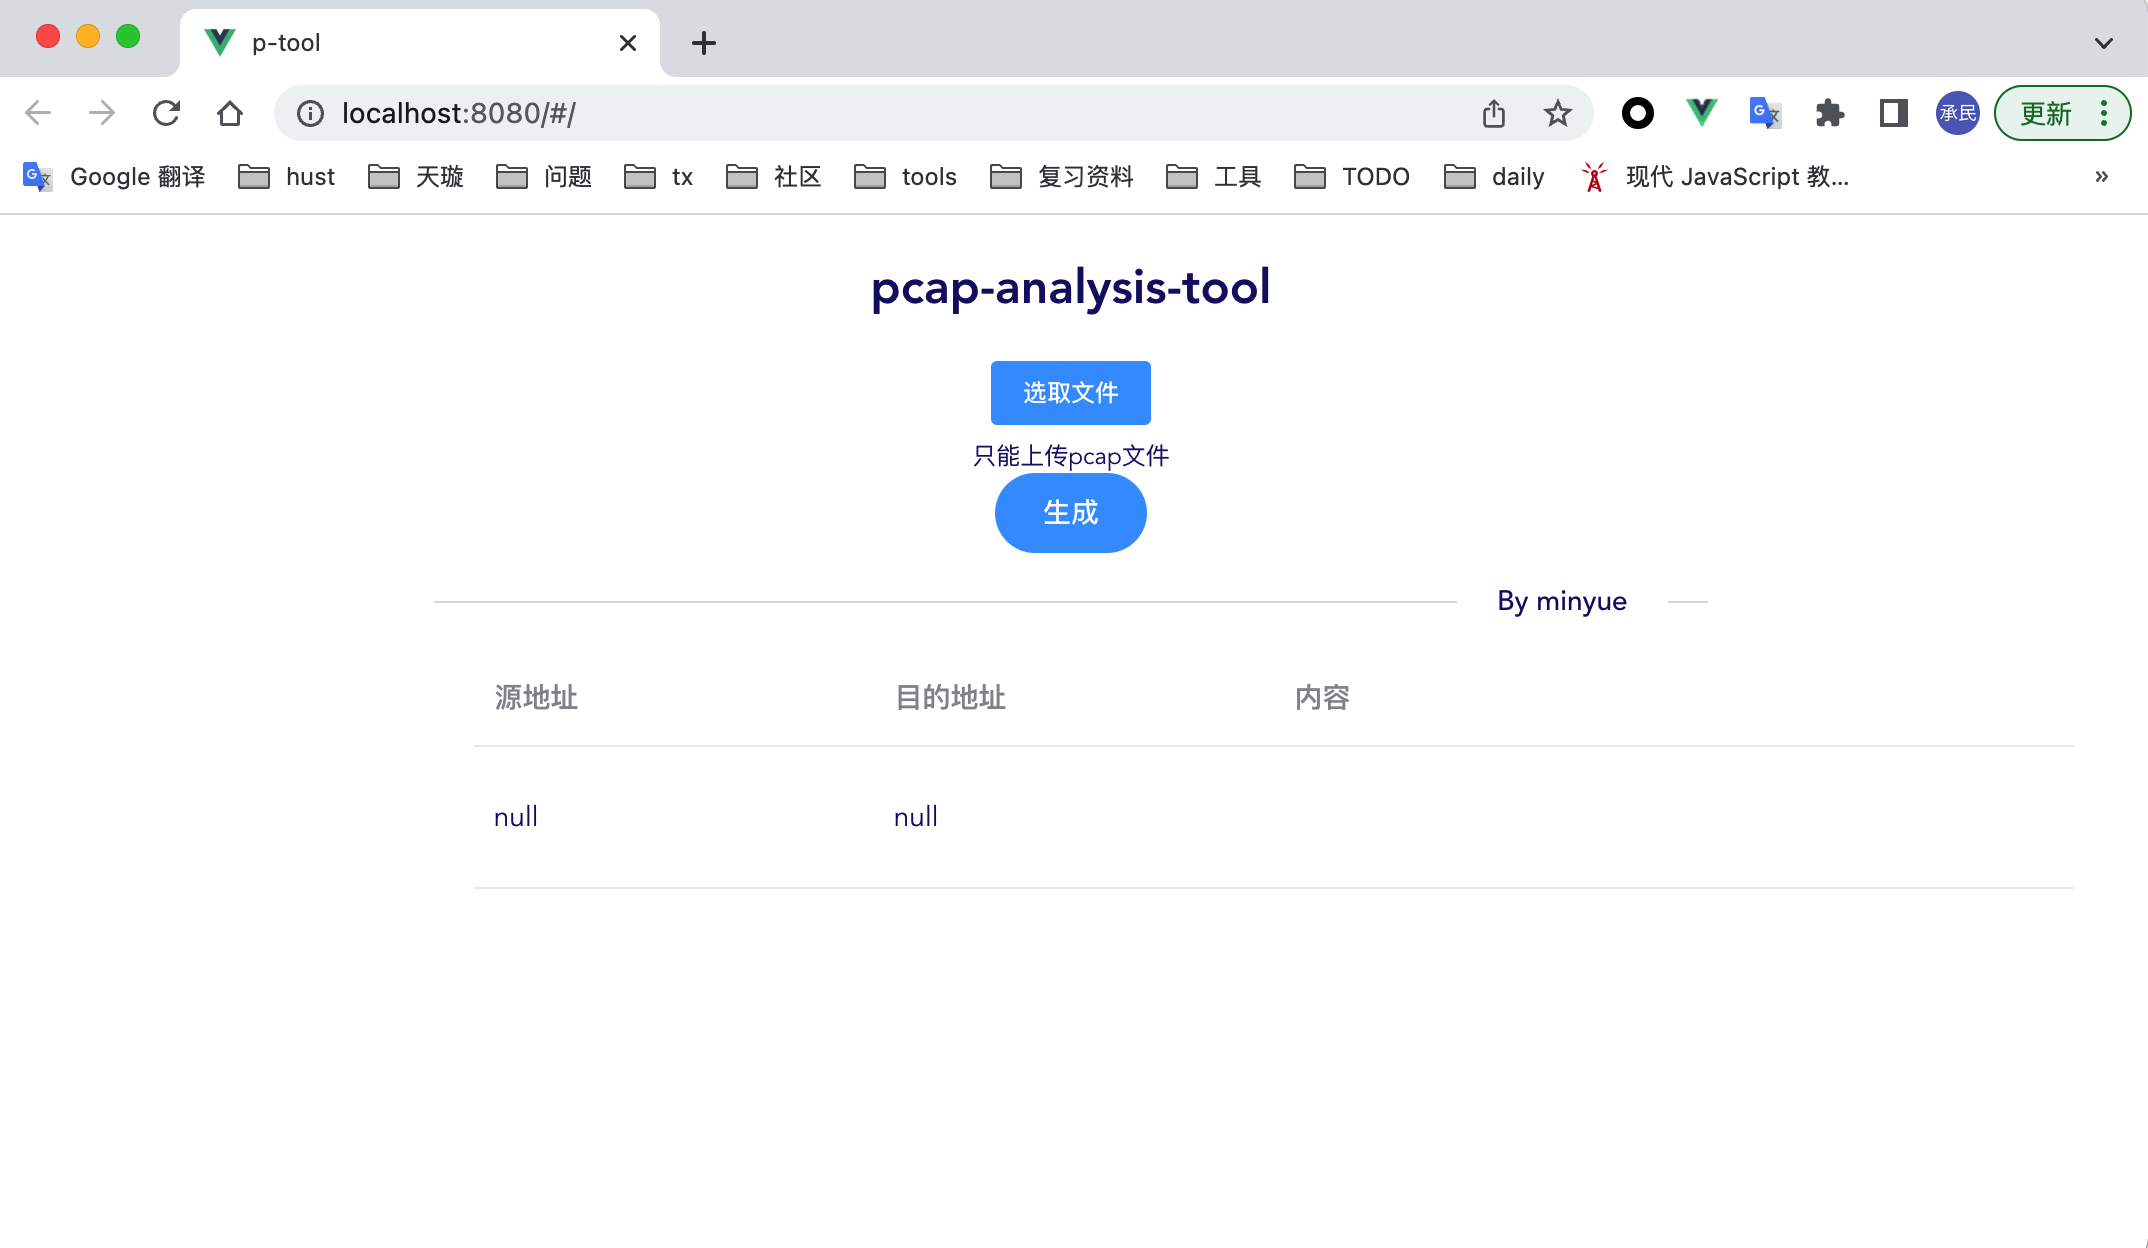 p-tool
localhost:8080/#/
承民
更新
Google 翻译 hust 天璇 问题 tx 社区 tools 复习资料 工具 TODO daily 现代 JavaScript 教... »
pcap-analysis-tool
选取文件
只能上传pcap文件
生成
By minyue
源地址 目的地址 内容
null null